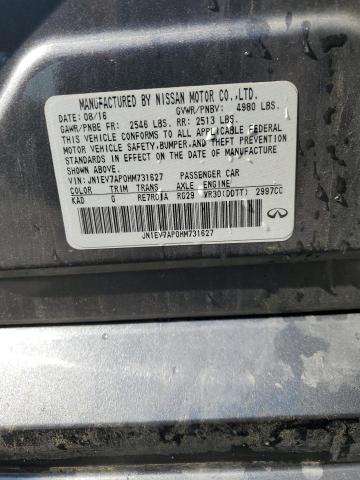 MANUFACTURED BY NISSAN MOTOR CO.,LTD.
DATE: 08/16 GVWR/PNBV: 4980 LBS.
GAWR/PNBE FR: 2546 LBS. RR: 2513 LBS.
THIS VEHICLE CONFORMS TO ALL APPLICABLE FEDERAL
MOTOR VEHICLE SAFETY,BUMPER,AND THEFT PREVENTION
STANDARDS IN EFFECT ON THE DATE OF MANUFACTURE
SHOWN ABOVE.
VIN: JN1EV7AP0HM731627 PASSENGER CAR
COLOR TRIM TRANS AXLE ENGINE
KAD G RE7R01A RG29 VR30(DDTT) 2997CC
JN1EV7AP0HM731627
INFINITI